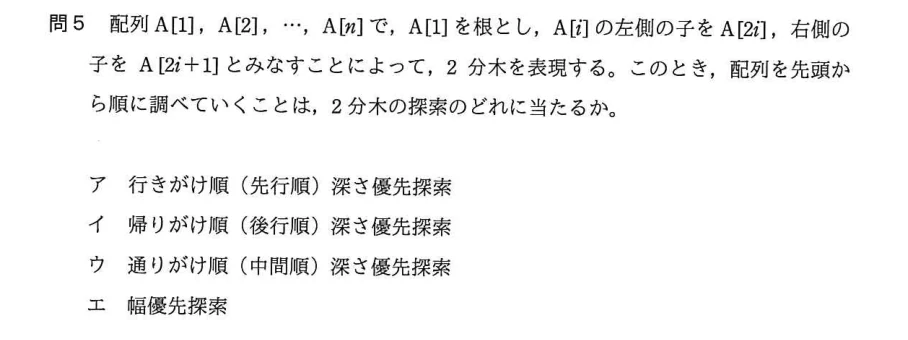 問5 配列 A[1],A[2],…,A[n]で,A[1]を根とし,A[i]の左側の子をA[2i],右側の
子を A[2i+1]とみなすことによって,2分木を表現する。このとき,配列を先頭か
ら順に調べていくことは,2分木の探索のどれに当たるか。
ア 行きがけ順(先行順)深さ優先探索
イ 帰りがけ順(後行順)深さ優先探索
ウ 通りがけ順(中間順)深さ優先探索
エ 幅優先探索